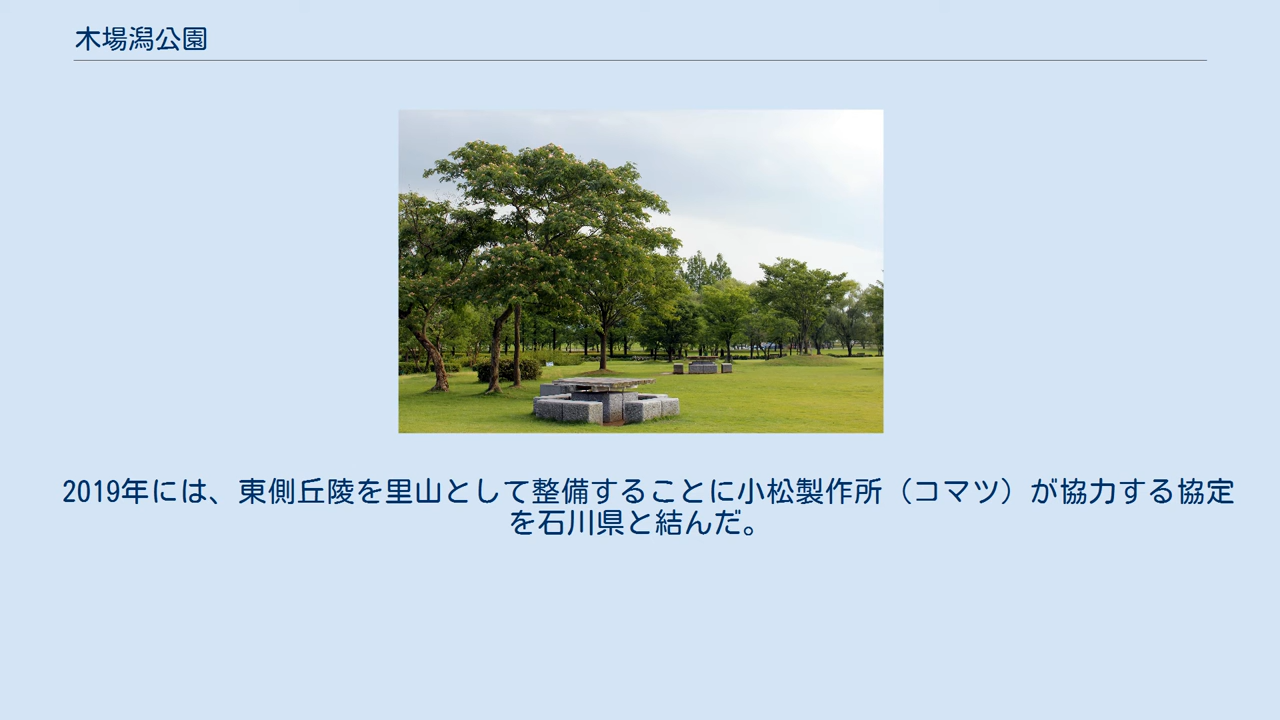 木場潟公園
2019年には、東側丘陵を里山として整備することに小松製作所（コマツ）が協力する協定
を石川県と結んだ。